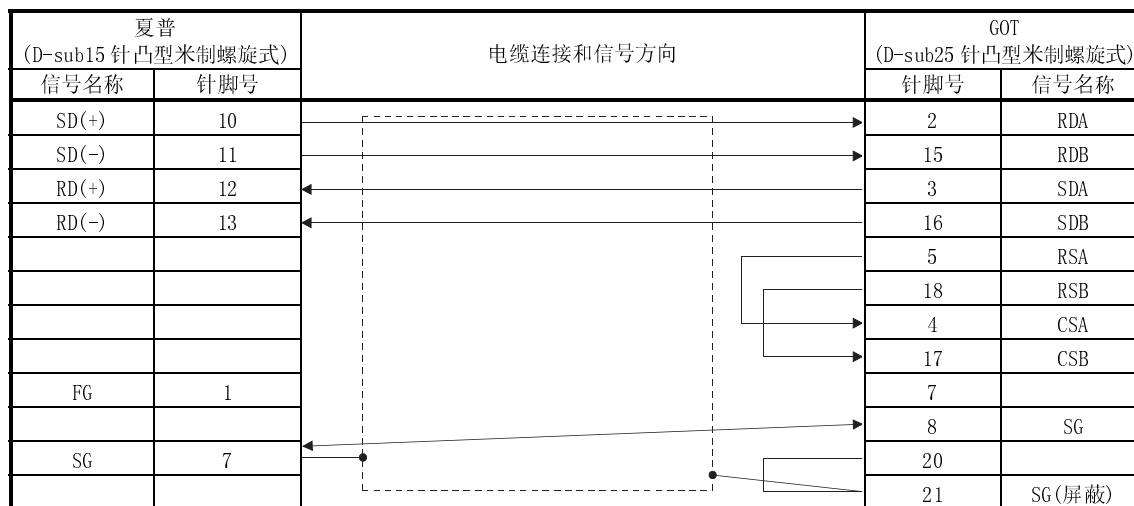 夏普
(D-sub15 针凸型米制螺旋式)
电缆连接和信号方向
GOT
(D-sub25 针凸型米制螺旋式)
信号名称 针脚号 针脚号 信号名称
SD(+) 10 2 RDA
SD(-) 11 15 RDB
RD(+) 12 3 SDA
RD(-) 13 16 SDB
5 RSA
18 RSB
4 CSA
17 CSB
FG 1 7
8 SG
SG 7 20
21 SG(屏蔽)